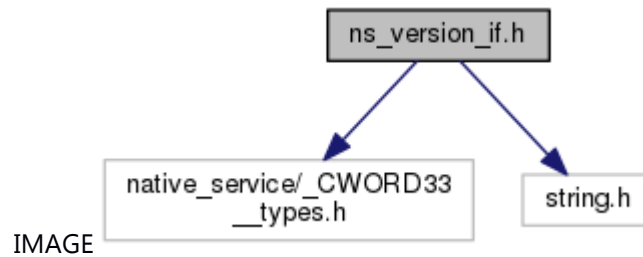 ns_version_if.h
native_service/_CWORD33
__types.h
string.h
IMAGE